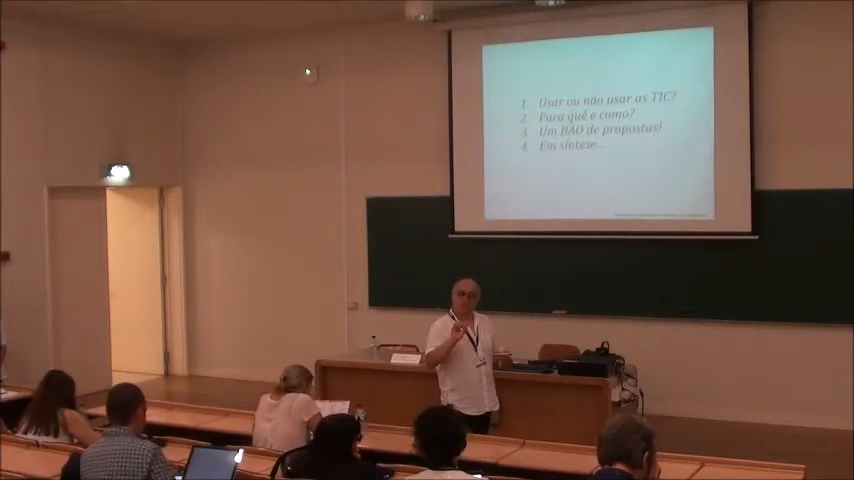 1. Usar ou não usar as TIC?
2. Para quê e como?
3. Um BAÚ de propostas!
4. Em síntese...